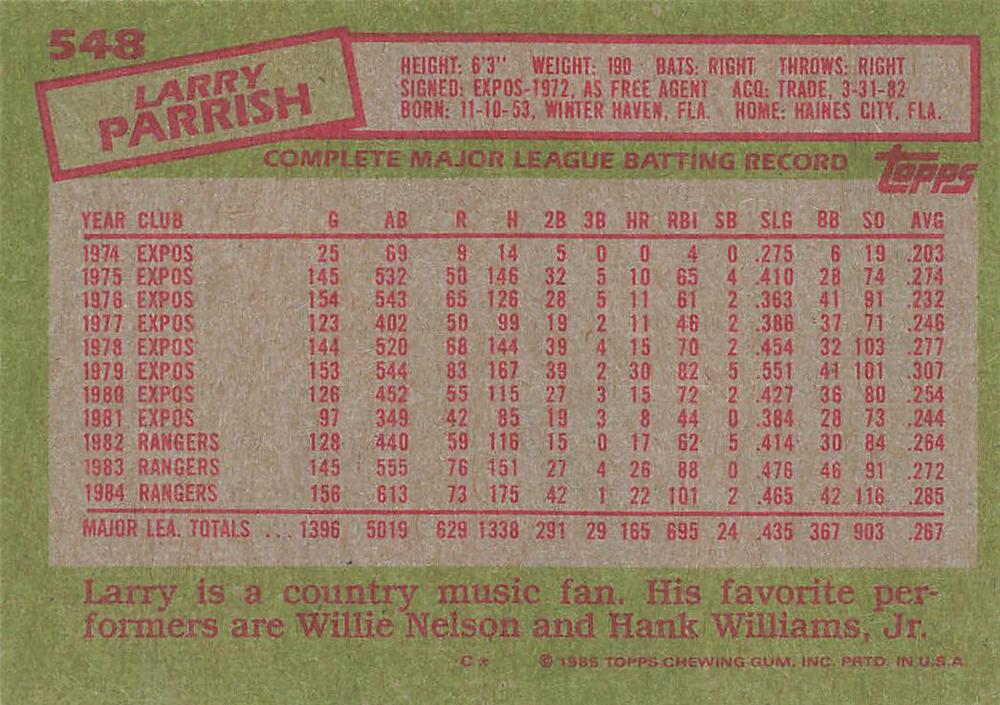 548
LARRY
PARRISH
HEIGHT: 6'3" WEIGHT: 190 BATS: RIGHT THROWS: RIGHT
SIGNED: EXPOS-1972, AS FREE AGENT ACQ: TRADE, 3-31-82
BORN: 11-10-53, WINTER HAVEN, FLA. HOME: HAINES CITY, FLA.
COMPLETE MAJOR LEAGUE BATTING RECORD
topps
YEAR CLUB G AB R H 2B 3B HR RBI SB SLG BB SO AVG
1974 EXPOS 25 69 9 14 5 0 0 4 0 .275 6 19 .203
1975 EXPOS 145 532 50 146 32 5 10 65 4 .410 28 74 .274
1976 EXPOS 154 543 65 126 28 5 11 61 2 .363 41 91 .232
1977 EXPOS 123 402 50 99 19 2 11 46 2 .386 37 71 .246
1978 EXPOS 144 520 68 144 39 4 15 70 2 .454 32 103 .277
1979 EXPOS 153 544 83 167 39 2 30 82 5 .551 41 101 .307
1980 EXPOS 126 452 55 115 27 3 15 72 2 .427 36 80 .254
1981 EXPOS 97 349 42 85 19 3 8 44 0 .384 28 73 .244
1982 RANGERS 128 440 59 116 15 0 17 62 5 .414 30 84 .264
1983 RANGERS 145 555 76 151 27 4 26 88 0 .476 46 91 .272
1984 RANGERS 156 613 73 175 42 1 22 101 2 .465 42 116 .285
MAJOR LEA. TOTALS ... 1396 5019 629 1338 291 29 165 695 24 .435 367 903 .267
Larry is a country music fan. His favorite per-
formers are Willie Nelson and Hank Williams, Jr.
C* © 1985 TOPPS CHEWING GUM, INC. PRTD. IN U.S.A.